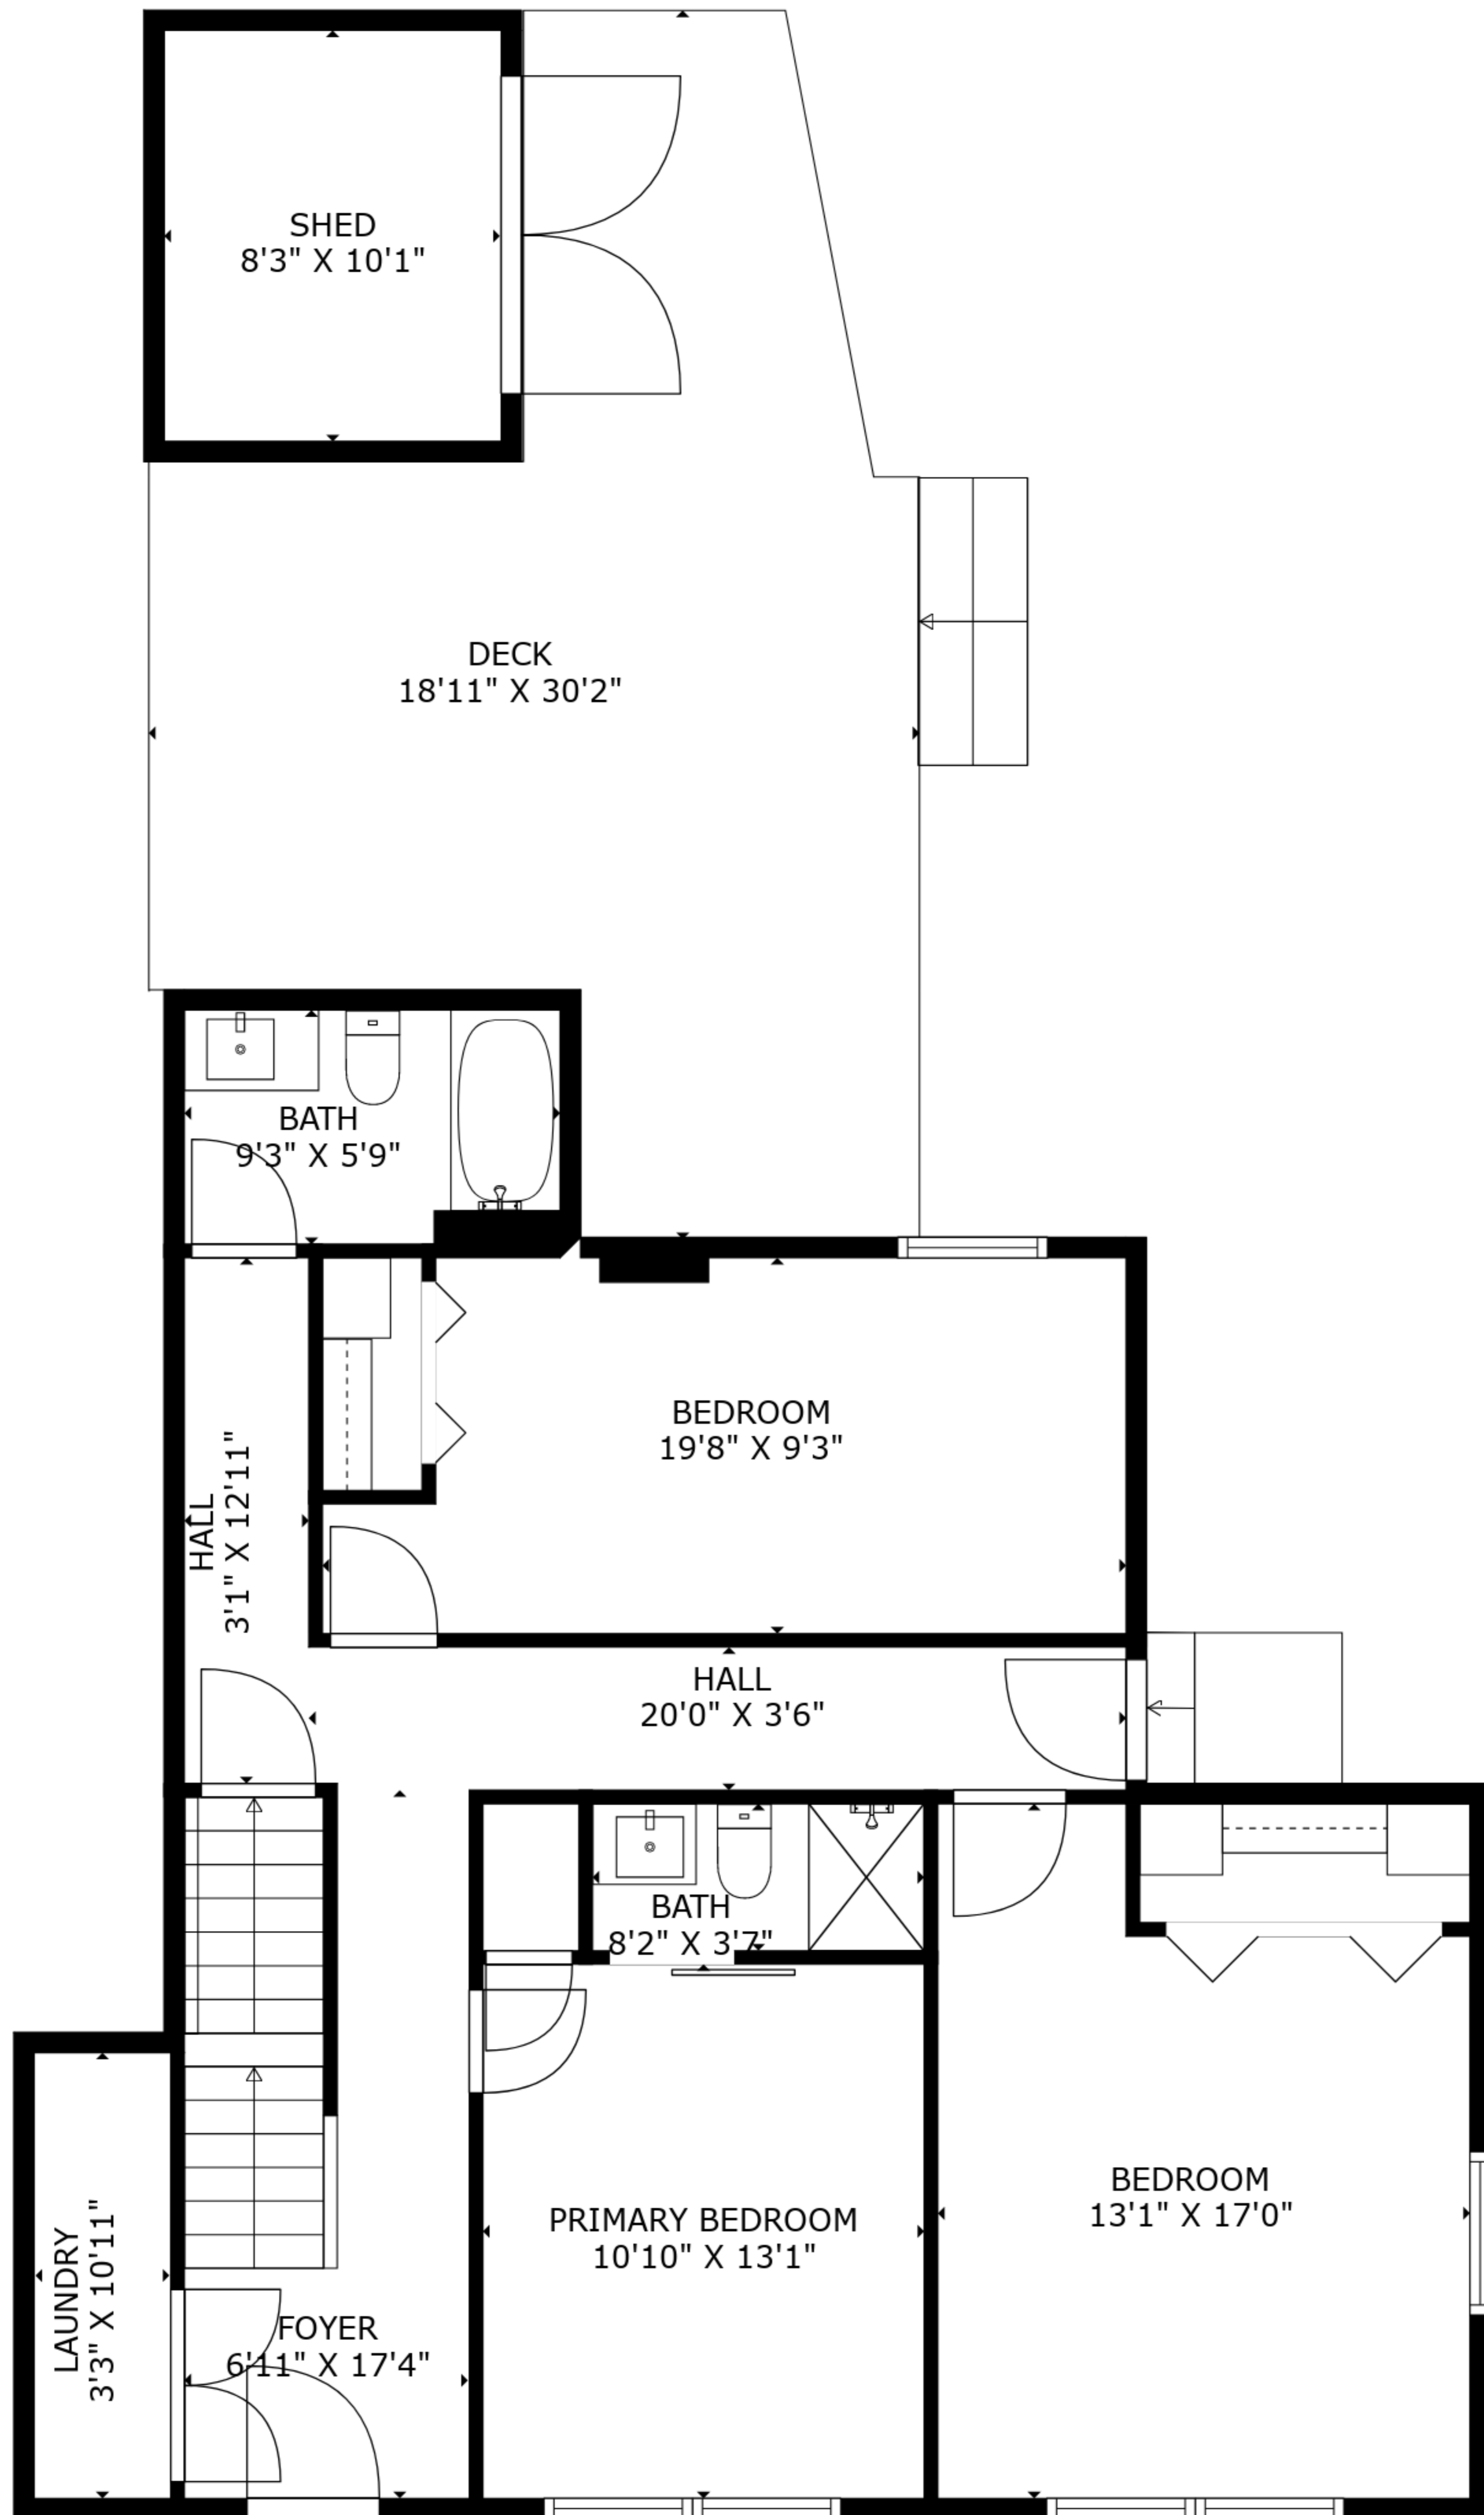 SHED
8'3" X 10'1"
DECK
18'11" X 30'2"
BATH
9'3" X 5'9"
BEDROOM
19'8" X 9'3"
HALL
3'1" X 12'11"
HALL
20'0" X 3'6"
BATH
8'2" X 3'7"
BEDROOM
13'1" X 17'0"
PRIMARY BEDROOM
10'10" X 13'1"
LAUNDRY
3'3" X 10'11"
FOYER
6'11" X 17'4"